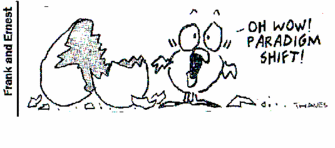 Frank and Ernest
OH WOW!
PARADIGM
SHIFT!
THAVES